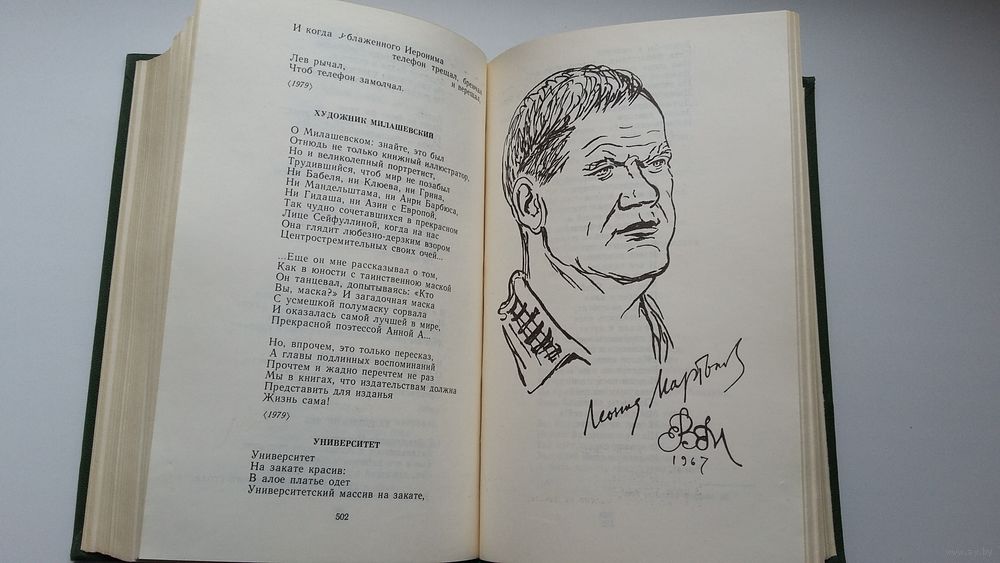 И когда у блаженного Иеронима
телефон трещал, бренчал
и верещал,
Лев рычал,
Чтоб телефон замолчал.
⟨1979⟩
ХУДОЖНИК МИЛАШЕВСКИЙ
О Милашевском: знайте, это был
Отнюдь не только книжный иллюстратор,
Но и великолепный портретист,
Трудившийся, чтоб мир не позабыл
Ни Бабеля, ни Клюева, ни Грина,
Ни Мандельштама, ни Анри Барбюса,
Ни Гидаша, ни Азии с Европой,
Так чудно сочетавшихся в прекрасном
Лице Сейфуллиной, когда на нас
Она глядит любезно-дерзким взором
Центростремительных своих очей...
...Еще он мне рассказывал о том,
Как в юности с таинственною маской
Он танцевал, допытываясь: «Кто
Вы, маска?» И загадочная маска
С усмешкой полумаску сорвала
И оказалась самой лучшей в мире,
Прекрасной поэтессой Анной А...
Но, впрочем, это только пересказ,
А главы подлинных воспоминаний
Прочтем и жадно перечтем не раз
Мы в книгах, что издательствам должна
Представить для изданья
Жизнь сама!
⟨1979⟩
УНИВЕРСИТЕТ
Университет
На закате красив:
В алое платье одет
Университетский массив на закате,
502
Леонид Мартынов
1967